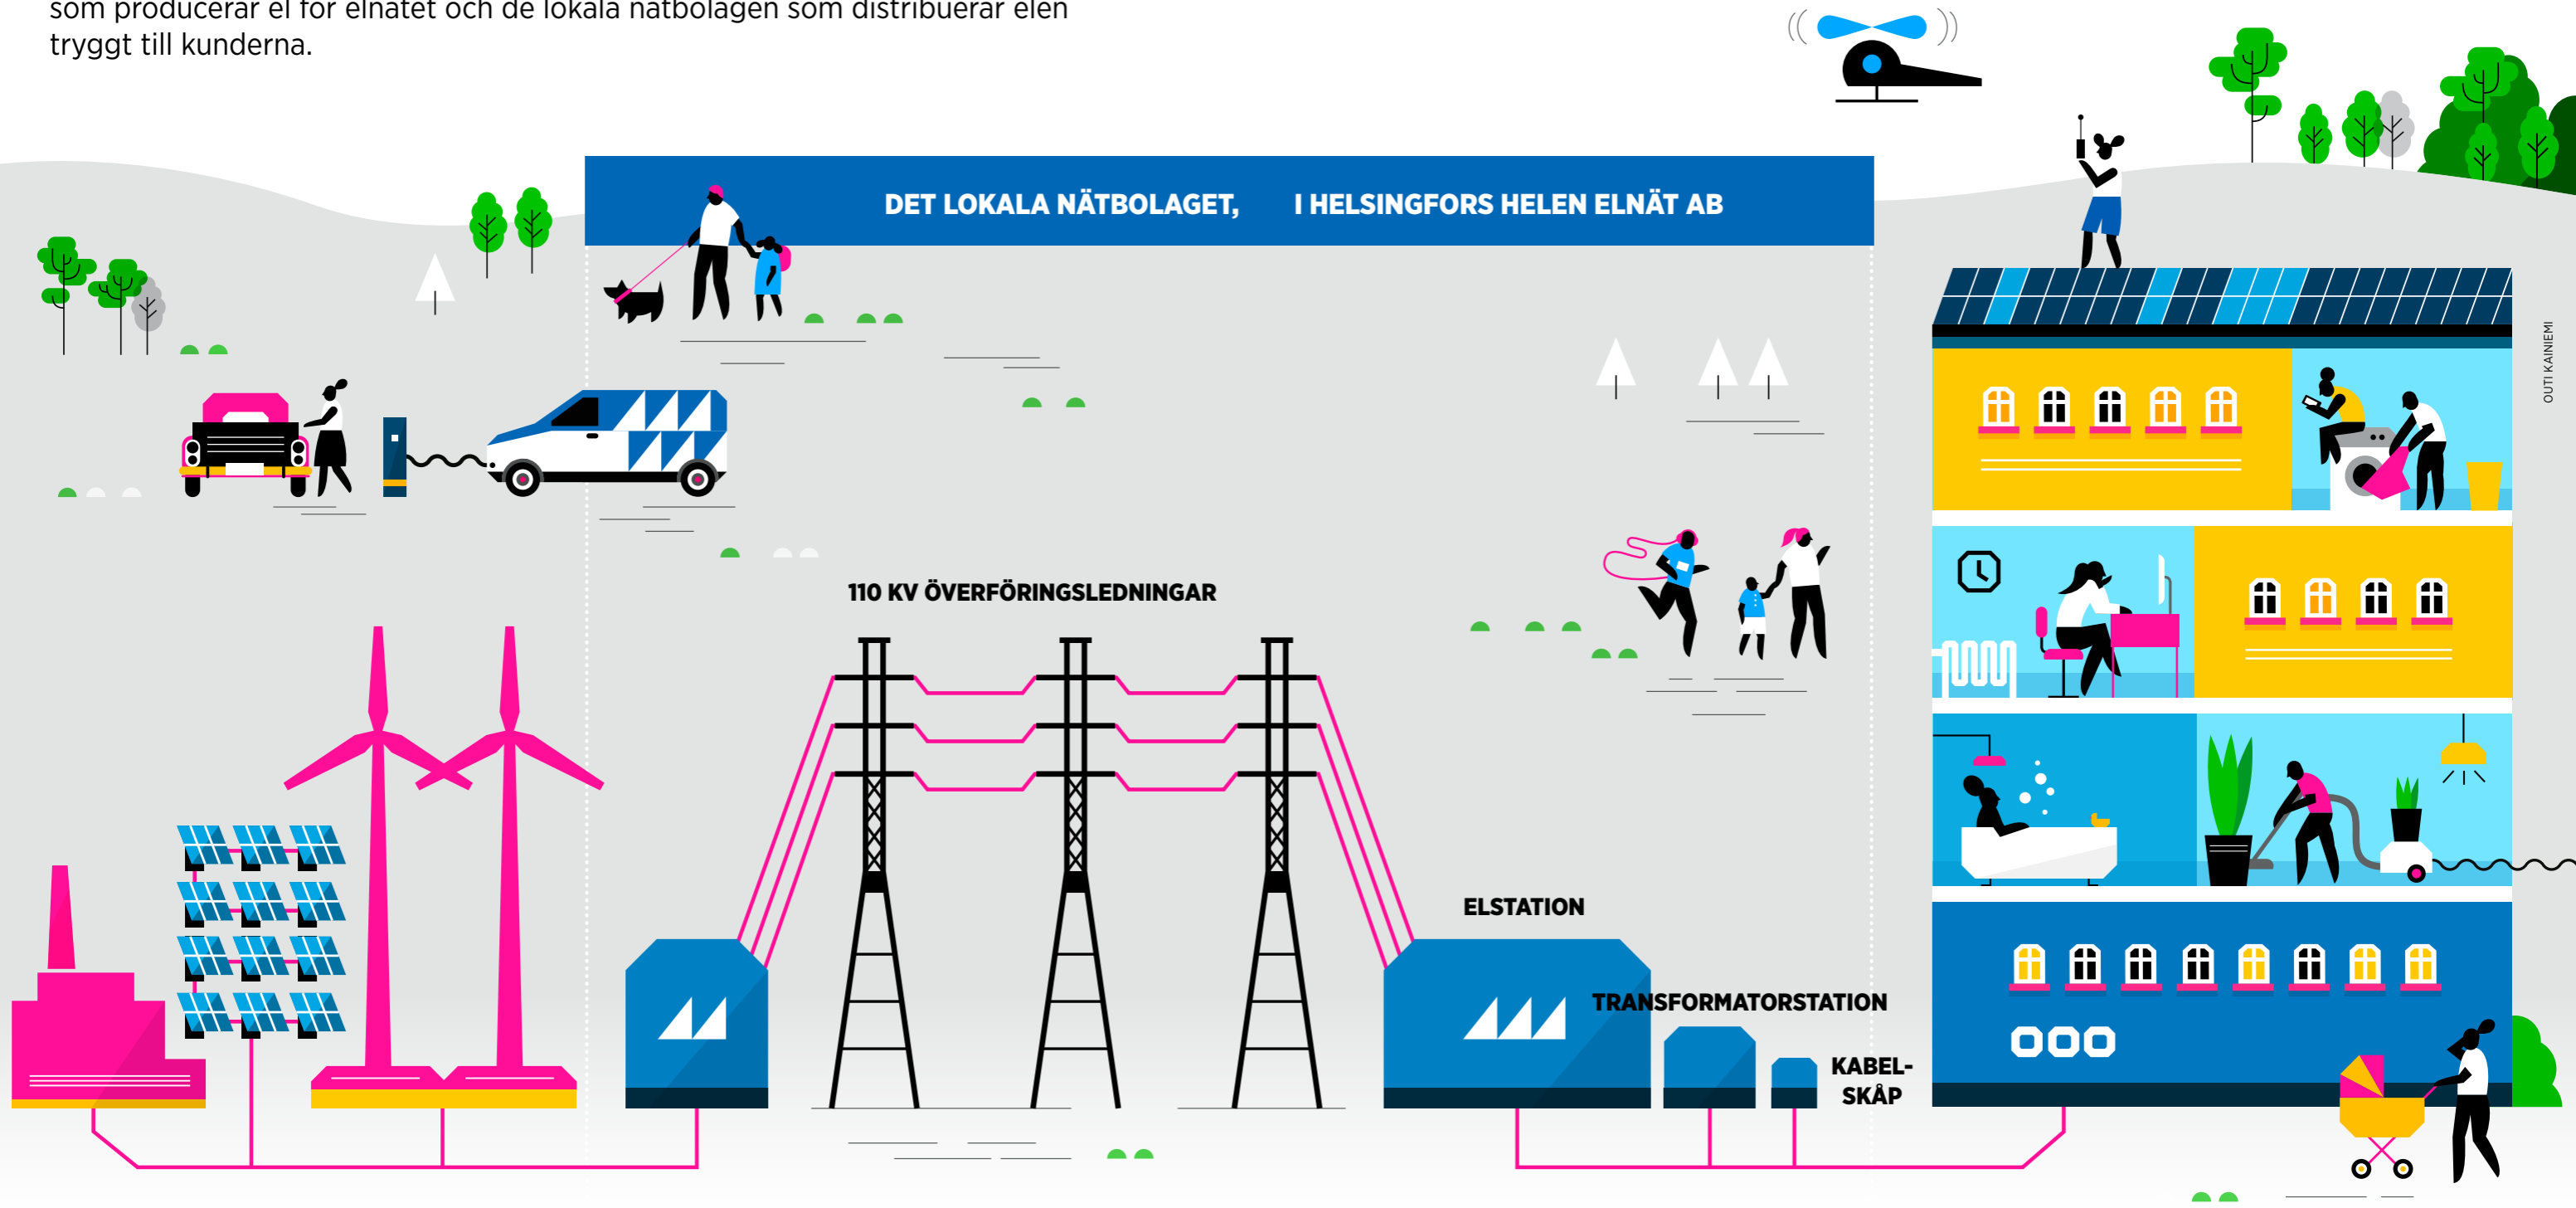 som producerar el för elnätet och de lokala nätbolagen som distribuerar elen
tryggt till kunderna.
DET LOKALA NÄTBOLAGET, I HELSINGFORS HELEN ELNÄT AB
OUTI KAINIEMI
110 KV ÖVERFÖRINGSLEDNINGAR
ELSTATION
TRANSFORMATORSTATION
KABEL-
SKÅP